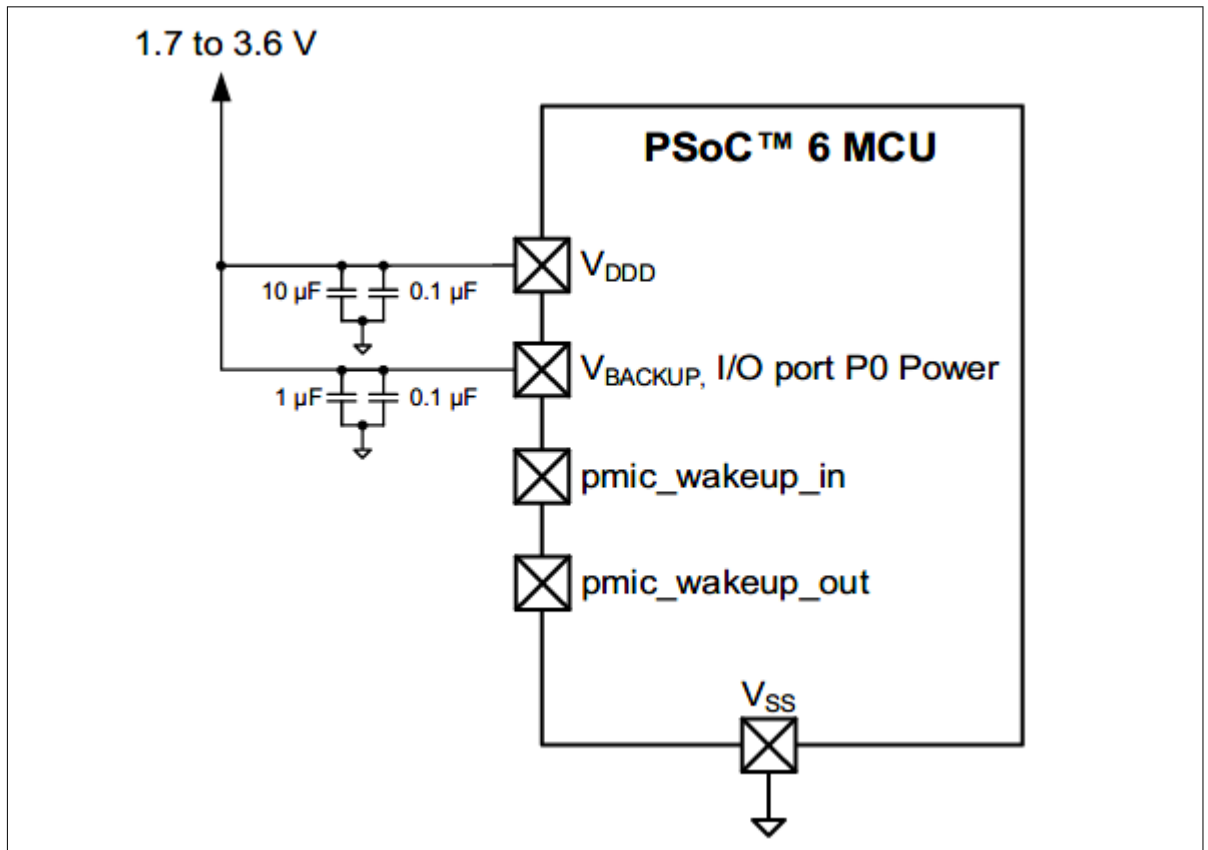 1.7 to 3.6 V
PSoC™ 6 MCU
VDDD
10 µF 0.1 µF
VBACKUP, I/O port P0 Power
1 µF 0.1 µF
pmic_wakeup_in
pmic_wakeup_out
VSS